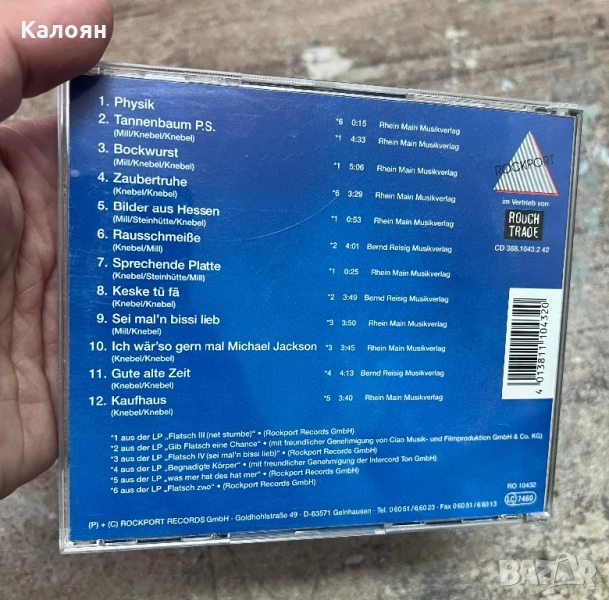 Калоян
1. Physik *6 0:15 Rhein Main Musikverlag
2. Tannenbaum P.S. *1 4:33 Rhein Main Musikverlag
(Mill/Knebel/Knebel)
3. Bockwurst *1 5:06 Rhein Main Musikverlag
(Mill/Knebel/Knebel)
4. Zaubertruhe *6 3:29 Rhein Main Musikverlag
(Knebel/Knebel)
5. Bilder aus Hessen *1 0:53 Rhein Main Musikverlag
(Mill/Steinhütte/Knebel)
6. Rausschmeiße *2 4:01 Bernd Reisig Musikverlag
(Knebel/Mill)
7. Sprechende Platte *1 0:25 Rhein Main Musikverlag
(Knebel/Steinhütte/Mill)
8. Keske tü fä *2 3:49 Bernd Reisig Musikverlag
(Knebel/Knebel)
9. Sei mal'n bissi lieb *3 3:50 Rhein Main Musikverlag
(Mill/Knebel)
10. Ich wär'so gern mal Michael Jackson *3 3:45 Rhein Main Musikverlag
(Knebel/Knebel)
11. Gute alte Zeit *4 4:13 Bernd Reisig Musikverlag
(Knebel/Knebel)
12. Kaufhaus *5 3:40 Rhein Main Musikverlag
(Knebel/Knebel)
ROCKPORT
im Vertrieb von
ROUGH
TRADE
CD 388.1043.2 42
4 013811 104320
*1 aus der LP „Flatsch III (net stumbe)“ • (Rockport Records GmbH)
*2 aus der LP „Gib Flatsch eine Chance“ • (mit freundlicher Genehmigung von Ciao Musik- und Filmproduktion GmbH & Co. KG)
*3 aus der LP „Flatsch IV (sei mal'n bissi lieb)“ • (Rockport Records GmbH)
*4 aus der LP „Begnadigte Körper“ • (mit freundlicher Genehmigung der Intercord Ton GmbH)
*5 aus der LP „was mer hat des hat mer“ • (Rockport Records GmbH)
*6 aus der LP „Flatsch zwo“ • (Rockport Records GmbH)
RO 10432
LC 7460
(P) + (C) ROCKPORT RECORDS GmbH - Goldhohlstraße 49 - D-63571 Gelnhausen - Tel. 0 60 51 / 6 60 23 - Fax 0 60 51 / 6 60 13
BAZAR